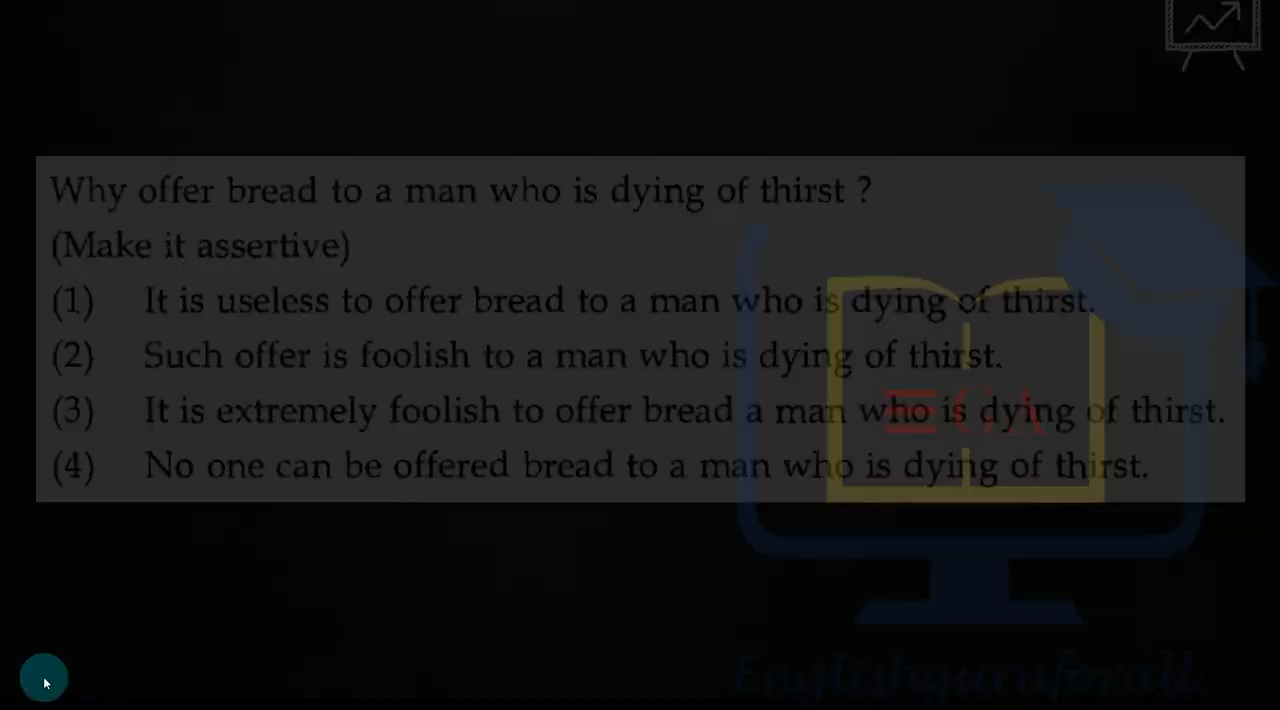 Why offer bread to a man who is dying of thirst ?
(Make it assertive)
(1) It is useless to offer bread to a man who is dying of thirst.
(2) Such offer is foolish to a man who is dying of thirst.
(3) It is extremely foolish to offer bread a man who is dying of thirst.
(4) No one can be offered bread to a man who is dying of thirst.
GA
Englishguruforall